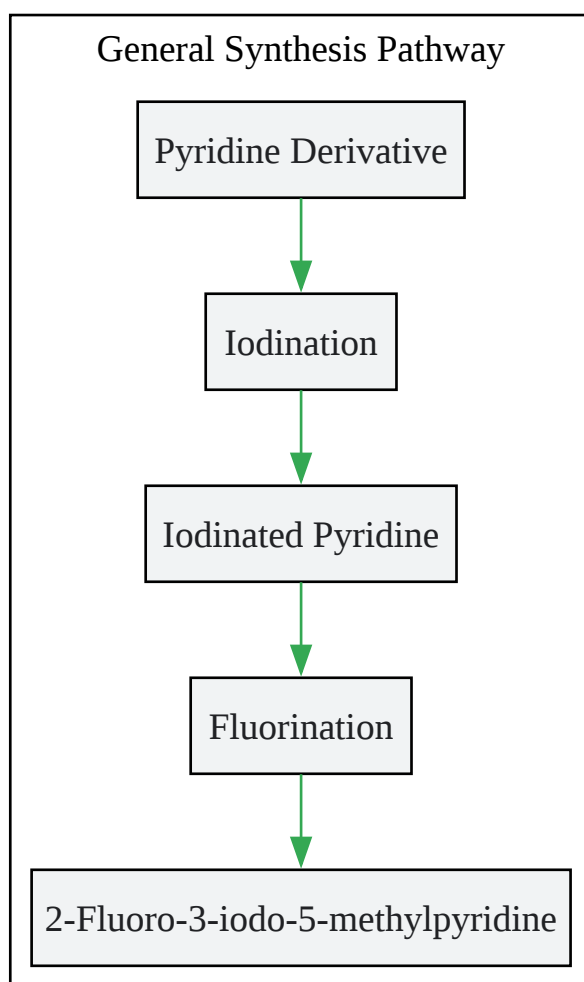 General Synthesis Pathway
Pyridine Derivative
Iodination
Iodinated Pyridine
Fluorination
2-Fluoro-3-iodo-5-methylpyridine